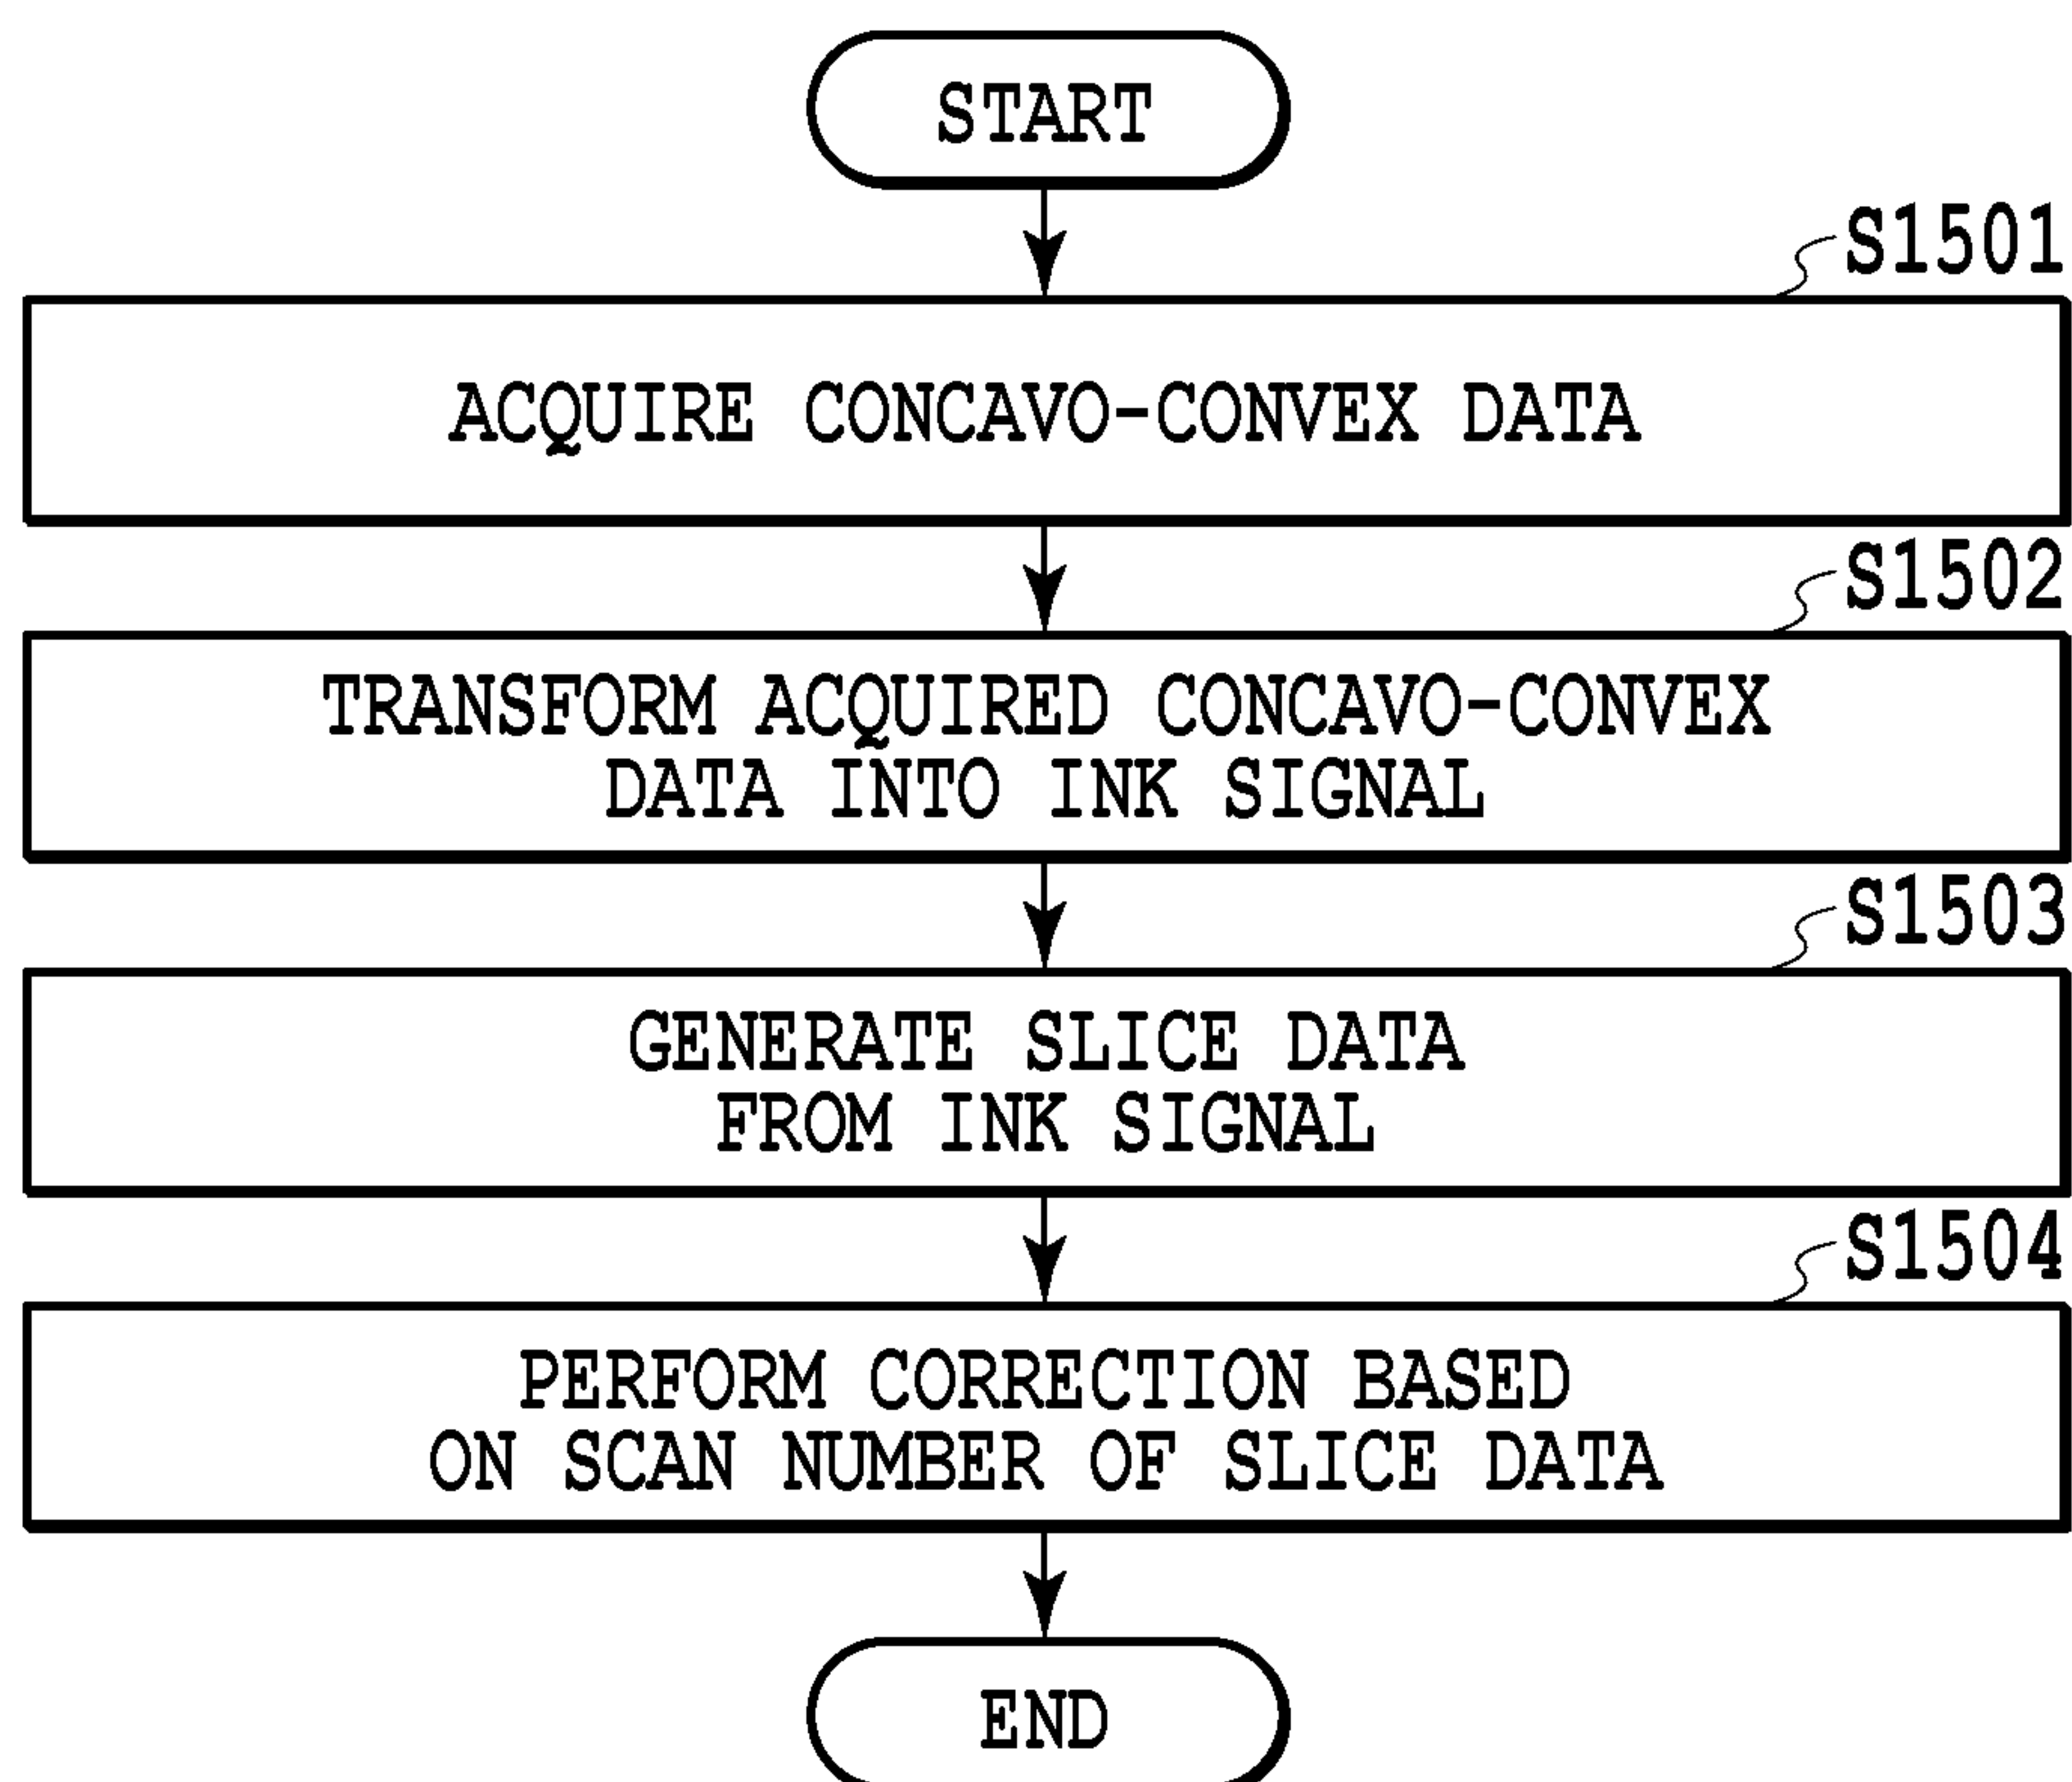 START
S1501
ACQUIRE CONCAVO-CONVEX DATA
S1502
TRANSFORM ACQUIRED CONCAVO-CONVEX
DATA INTO INK SIGNAL
S1503
GENERATE SLICE DATA
FROM INK SIGNAL
S1504
PERFORM CORRECTION BASED
ON SCAN NUMBER OF SLICE DATA
END